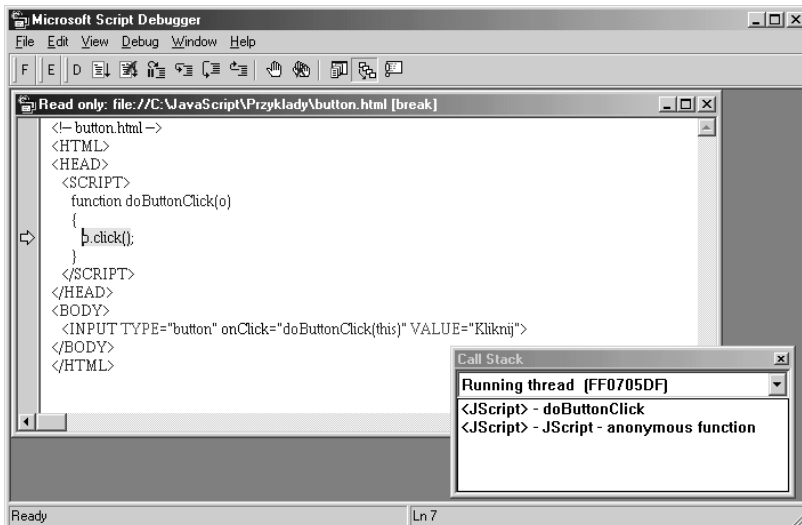 Microsoft Script Debugger
File Edit View Debug Window Help
F E D
Read only: file://C:\JavaScript\Przyklady\button.html [break]
<!-- button.html -->
<HTML>
<HEAD>
<SCRIPT>
function doButtonClick(o)
{
o.click();
}
</SCRIPT>
</HEAD>
<BODY>
<INPUT TYPE="button" onClick="doButtonClick(this)" VALUE="Kliknij">
</BODY>
</HTML>
Call Stack
Running thread (FF0705DF)
<JScript> - doButtonClick
<JScript> - JScript - anonymous function
Ready Ln 7